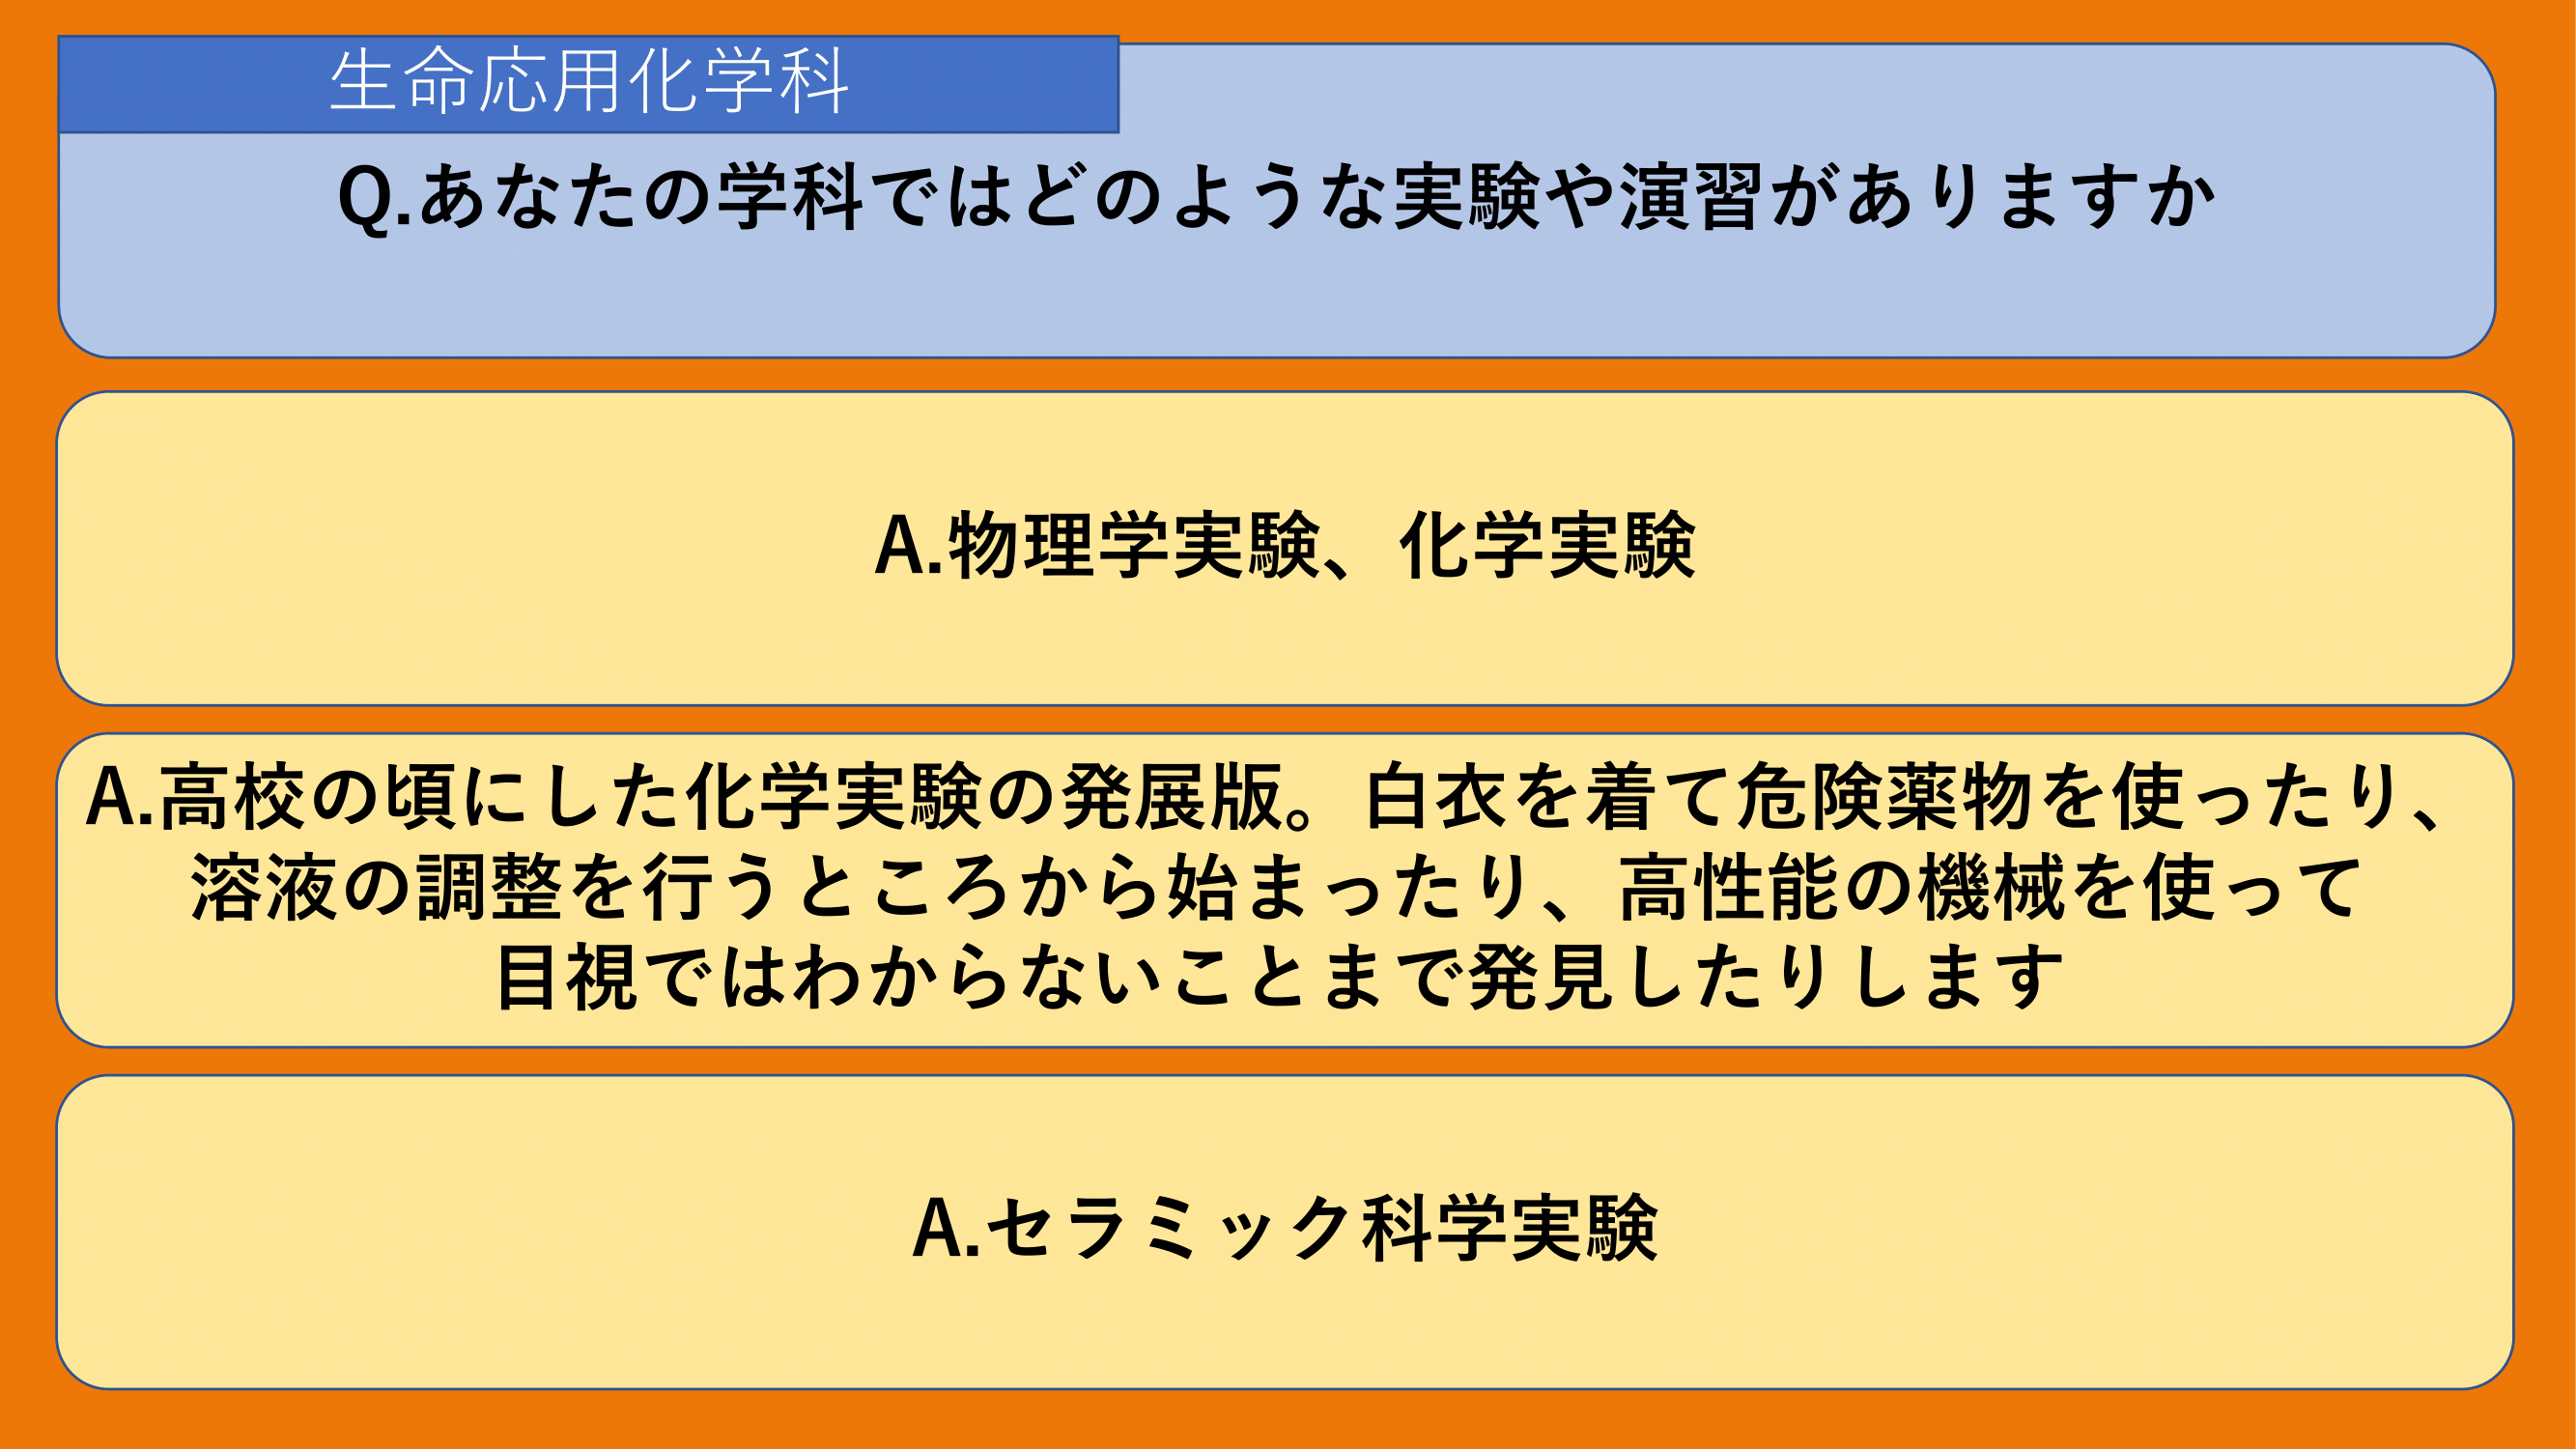 生命応用化学科
Q.あなたの学科ではどのような実験や演習がありますか
A.物理学実験、化学実験
A.高校の頃にした化学実験の発展版。白衣を着て危険薬物を使ったり、
溶液の調整を行うところから始まったり、高性能の機械を使って
目視ではわからないことまで発見したりします
A.セラミック科学実験